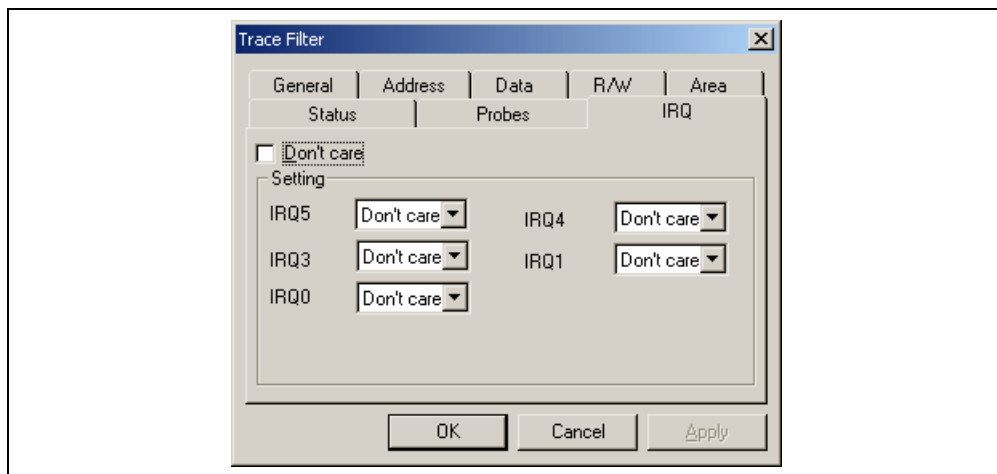 Trace Filter
General Address Data R/W Area
Status Probes IRQ
Don't care
Setting
IRQ5 Don't care IRQ4 Don't care
IRQ3 Don't care IRQ1 Don't care
IRQ0 Don't care
OK Cancel Apply